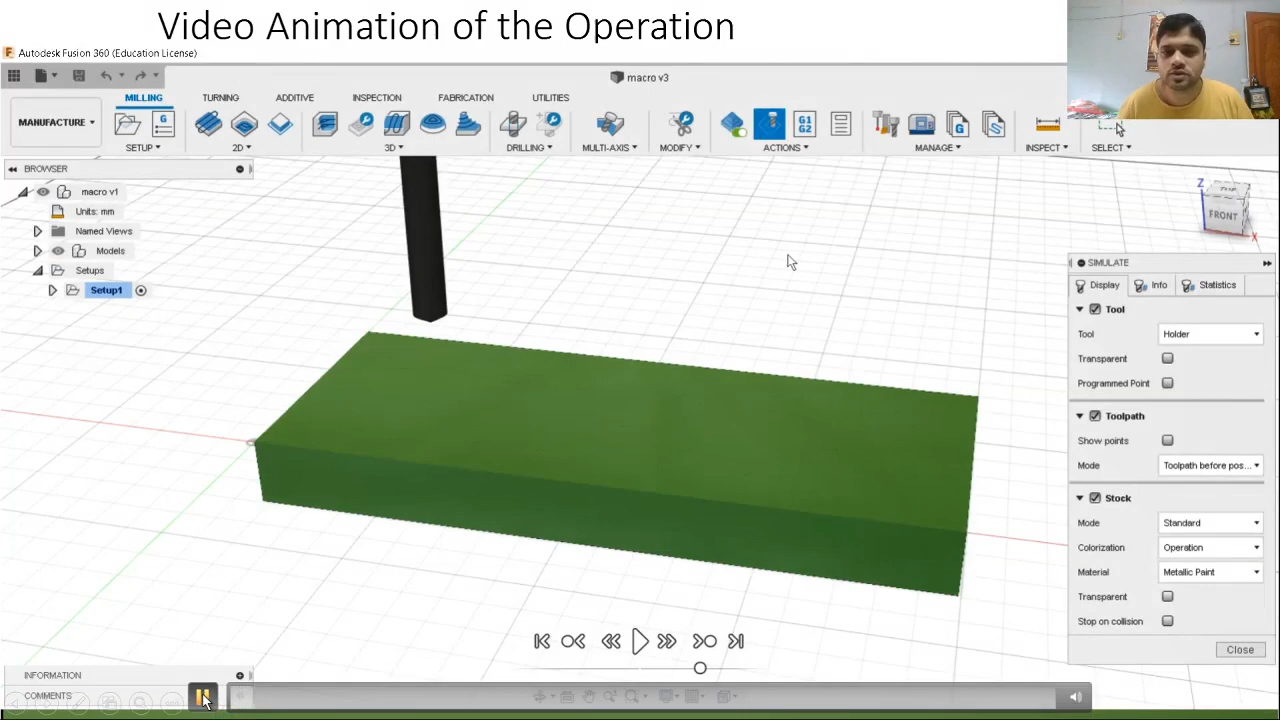 Video Animation of the Operation
Autodesk Fusion 360 (Education License)
macro v3
MILLING TURNING ADDITIVE INSPECTION FABRICATION UTILITIES
MANUFACTURE
G1
G2
SETUP 2D 3D DRILLING MULTI-AXIS MODIFY ACTIONS MANAGE INSPECT SELECT
BROWSER
macro v1
Units: mm
Named Views
Models
Setups
Setup1
Z
TOP
FRONT
X
SIMULATE
Display Info Statistics
Tool
Tool Holder
Transparent
Programmed Point
Toolpath
Show points
Mode Toolpath before pos...
Stock
Mode Standard
Colorization Operation
Material Metallic Paint
Transparent
Stop on collision
Close
INFORMATION
COMMENTS